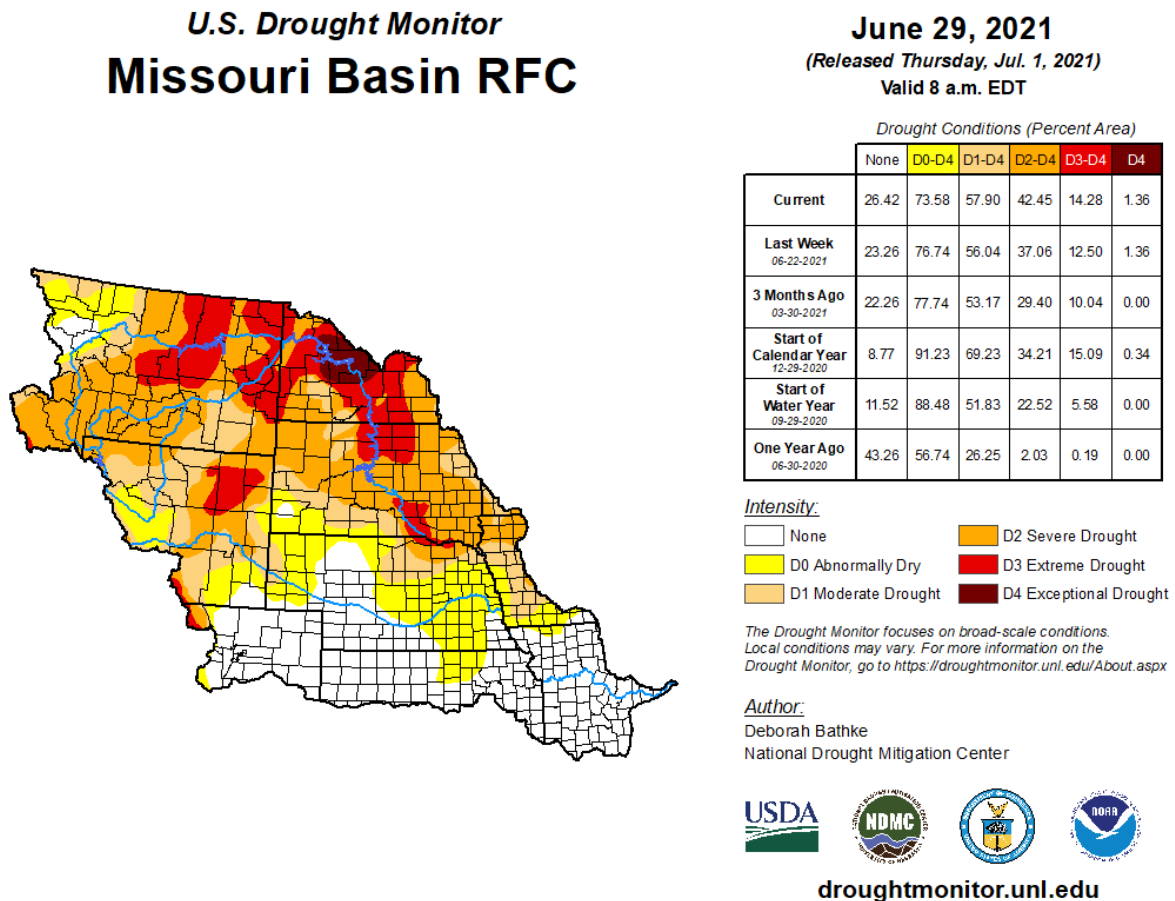 U.S. Drought Monitor
Missouri Basin RFC
June 29, 2021
(Released Thursday, Jul. 1, 2021)
Valid 8 a.m. EDT
Drought Conditions (Percent Area)
None D0-D4 D1-D4 D2-D4 D3-D4 D4
Current 26.42 73.58 57.90 42.45 14.28 1.36
Last Week
06-22-2021
23.26 76.74 56.04 37.06 12.50 1.36
3 Months Ago
03-30-2021
22.26 77.74 53.17 29.40 10.04 0.00
Start of
Calendar Year
12-29-2020
8.77 91.23 69.23 34.21 15.09 0.34
Start of
Water Year
09-29-2020
11.52 88.48 51.83 22.52 5.58 0.00
One Year Ago
06-30-2020
43.26 56.74 26.25 2.03 0.19 0.00
Intensity:
None
D0 Abnormally Dry
D1 Moderate Drought
D2 Severe Drought
D3 Extreme Drought
D4 Exceptional Drought
The Drought Monitor focuses on broad-scale conditions.
Local conditions may vary. For more information on the
Drought Monitor, go to https://droughtmonitor.unl.edu/About.aspx
Author:
Deborah Bathke
National Drought Mitigation Center
USDA
NDMC
NOAA
droughtmonitor.unl.edu